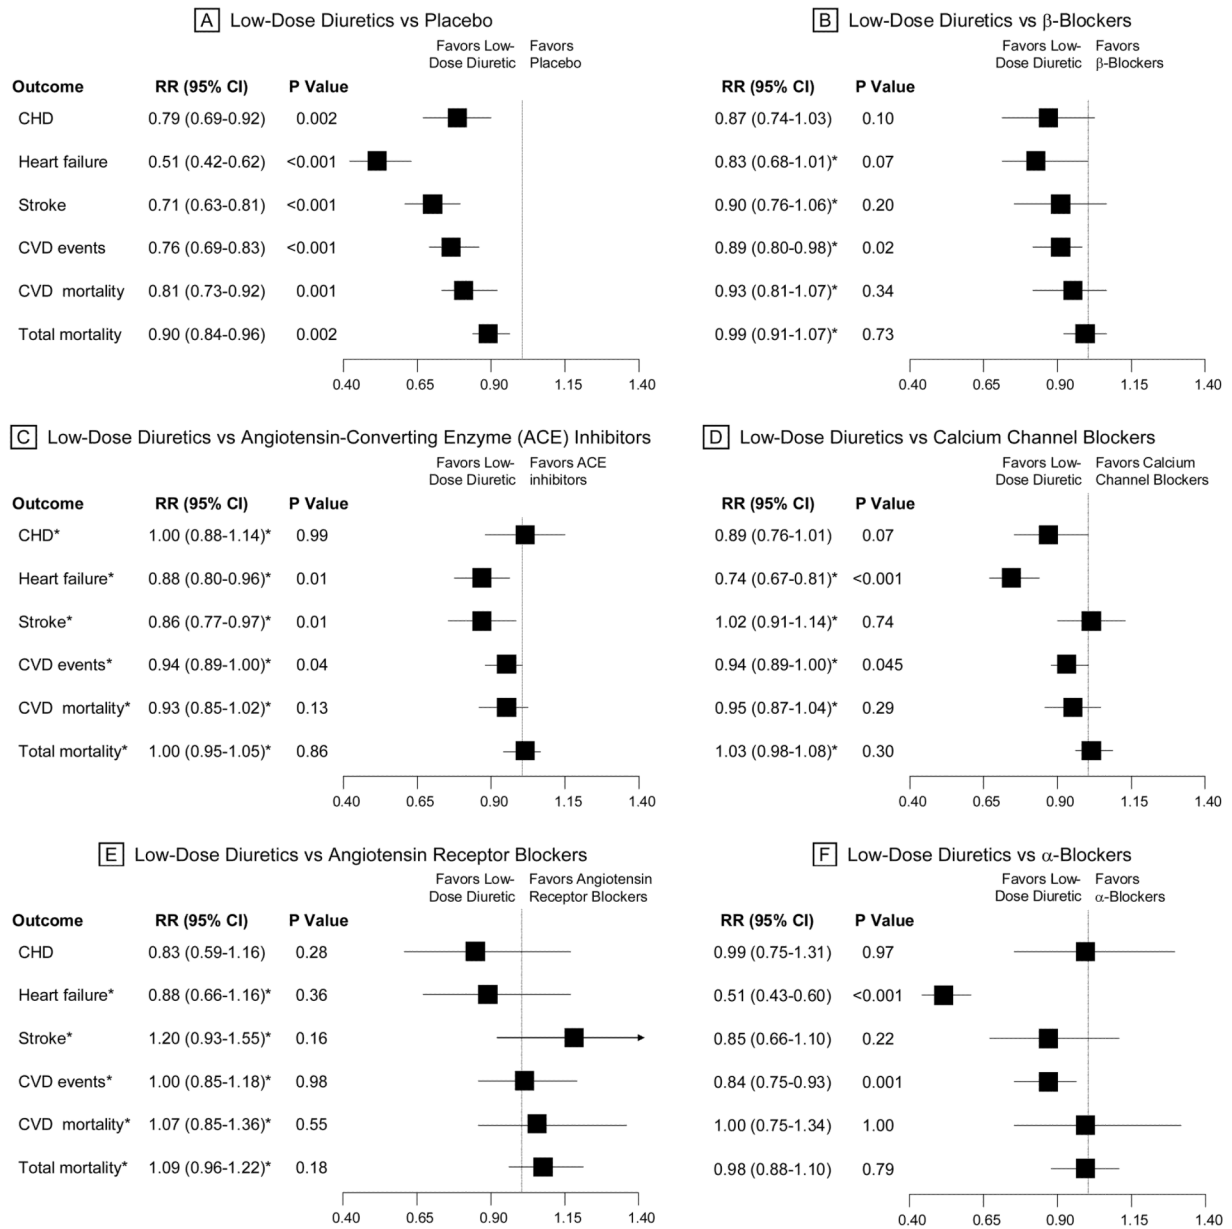 A Low-Dose Diuretics vs Placebo
Favors Low- Favors
Dose Diuretic Placebo
Outcome RR (95% CI) P Value
CHD 0.79 (0.69-0.92) 0.002
Heart failure 0.51 (0.42-0.62) <0.001
Stroke 0.71 (0.63-0.81) <0.001
CVD events 0.76 (0.69-0.83) <0.001
CVD mortality 0.81 (0.73-0.92) 0.001
Total mortality 0.90 (0.84-0.96) 0.002
0.40 0.65 0.90 1.15 1.40
B Low-Dose Diuretics vs β-Blockers
Favors Low- Favors
Dose Diuretic β-Blockers
RR (95% CI) P Value
0.87 (0.74-1.03) 0.10
0.83 (0.68-1.01)* 0.07
0.90 (0.76-1.06)* 0.20
0.89 (0.80-0.98)* 0.02
0.93 (0.81-1.07)* 0.34
0.99 (0.91-1.07)* 0.73
0.40 0.65 0.90 1.15 1.40
C Low-Dose Diuretics vs Angiotensin-Converting Enzyme (ACE) Inhibitors
Favors Low- Favors ACE
Dose Diuretic inhibitors
Outcome RR (95% CI) P Value
CHD* 1.00 (0.88-1.14)* 0.99
Heart failure* 0.88 (0.80-0.96)* 0.01
Stroke* 0.86 (0.77-0.97)* 0.01
CVD events* 0.94 (0.89-1.00)* 0.04
CVD mortality* 0.93 (0.85-1.02)* 0.13
Total mortality* 1.00 (0.95-1.05)* 0.86
0.40 0.65 0.90 1.15 1.40
D Low-Dose Diuretics vs Calcium Channel Blockers
Favors Low- Favors Calcium
Dose Diuretic Channel Blockers
RR (95% CI) P Value
0.89 (0.76-1.01) 0.07
0.74 (0.67-0.81)* <0.001
1.02 (0.91-1.14)* 0.74
0.94 (0.89-1.00)* 0.045
0.95 (0.87-1.04)* 0.29
1.03 (0.98-1.08)* 0.30
0.40 0.65 0.90 1.15 1.40
E Low-Dose Diuretics vs Angiotensin Receptor Blockers
Favors Low- Favors Angiotensin
Dose Diuretic Receptor Blockers
Outcome RR (95% CI) P Value
CHD 0.83 (0.59-1.16) 0.28
Heart failure* 0.88 (0.66-1.16)* 0.36
Stroke* 1.20 (0.93-1.55)* 0.16
CVD events* 1.00 (0.85-1.18)* 0.98
CVD mortality* 1.07 (0.85-1.36)* 0.55
Total mortality* 1.09 (0.96-1.22)* 0.18
0.40 0.65 0.90 1.15 1.40
F Low-Dose Diuretics vs α-Blockers
Favors Low- Favors
Dose Diuretic α-Blockers
RR (95% CI) P Value
0.99 (0.75-1.31) 0.97
0.51 (0.43-0.60) <0.001
0.85 (0.66-1.10) 0.22
0.84 (0.75-0.93) 0.001
1.00 (0.75-1.34) 1.00
0.98 (0.88-1.10) 0.79
0.40 0.65 0.90 1.15 1.40